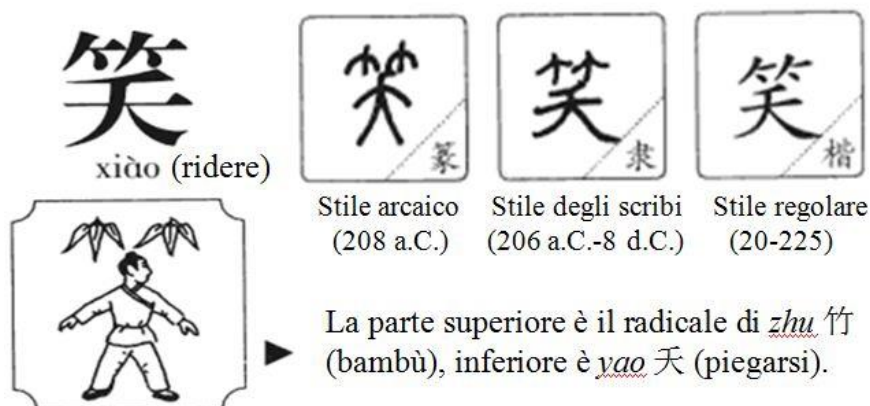 笑
xiào (ridere)
篆
隶
楷
Stile arcaico
(208 a.C.)
Stile degli scribi
(206 a.C.-8 d.C.)
Stile regolare
(20-225)
La parte superiore è il radicale di zhu 竹
(bambù), inferiore è yao 夭 (piegarsi).